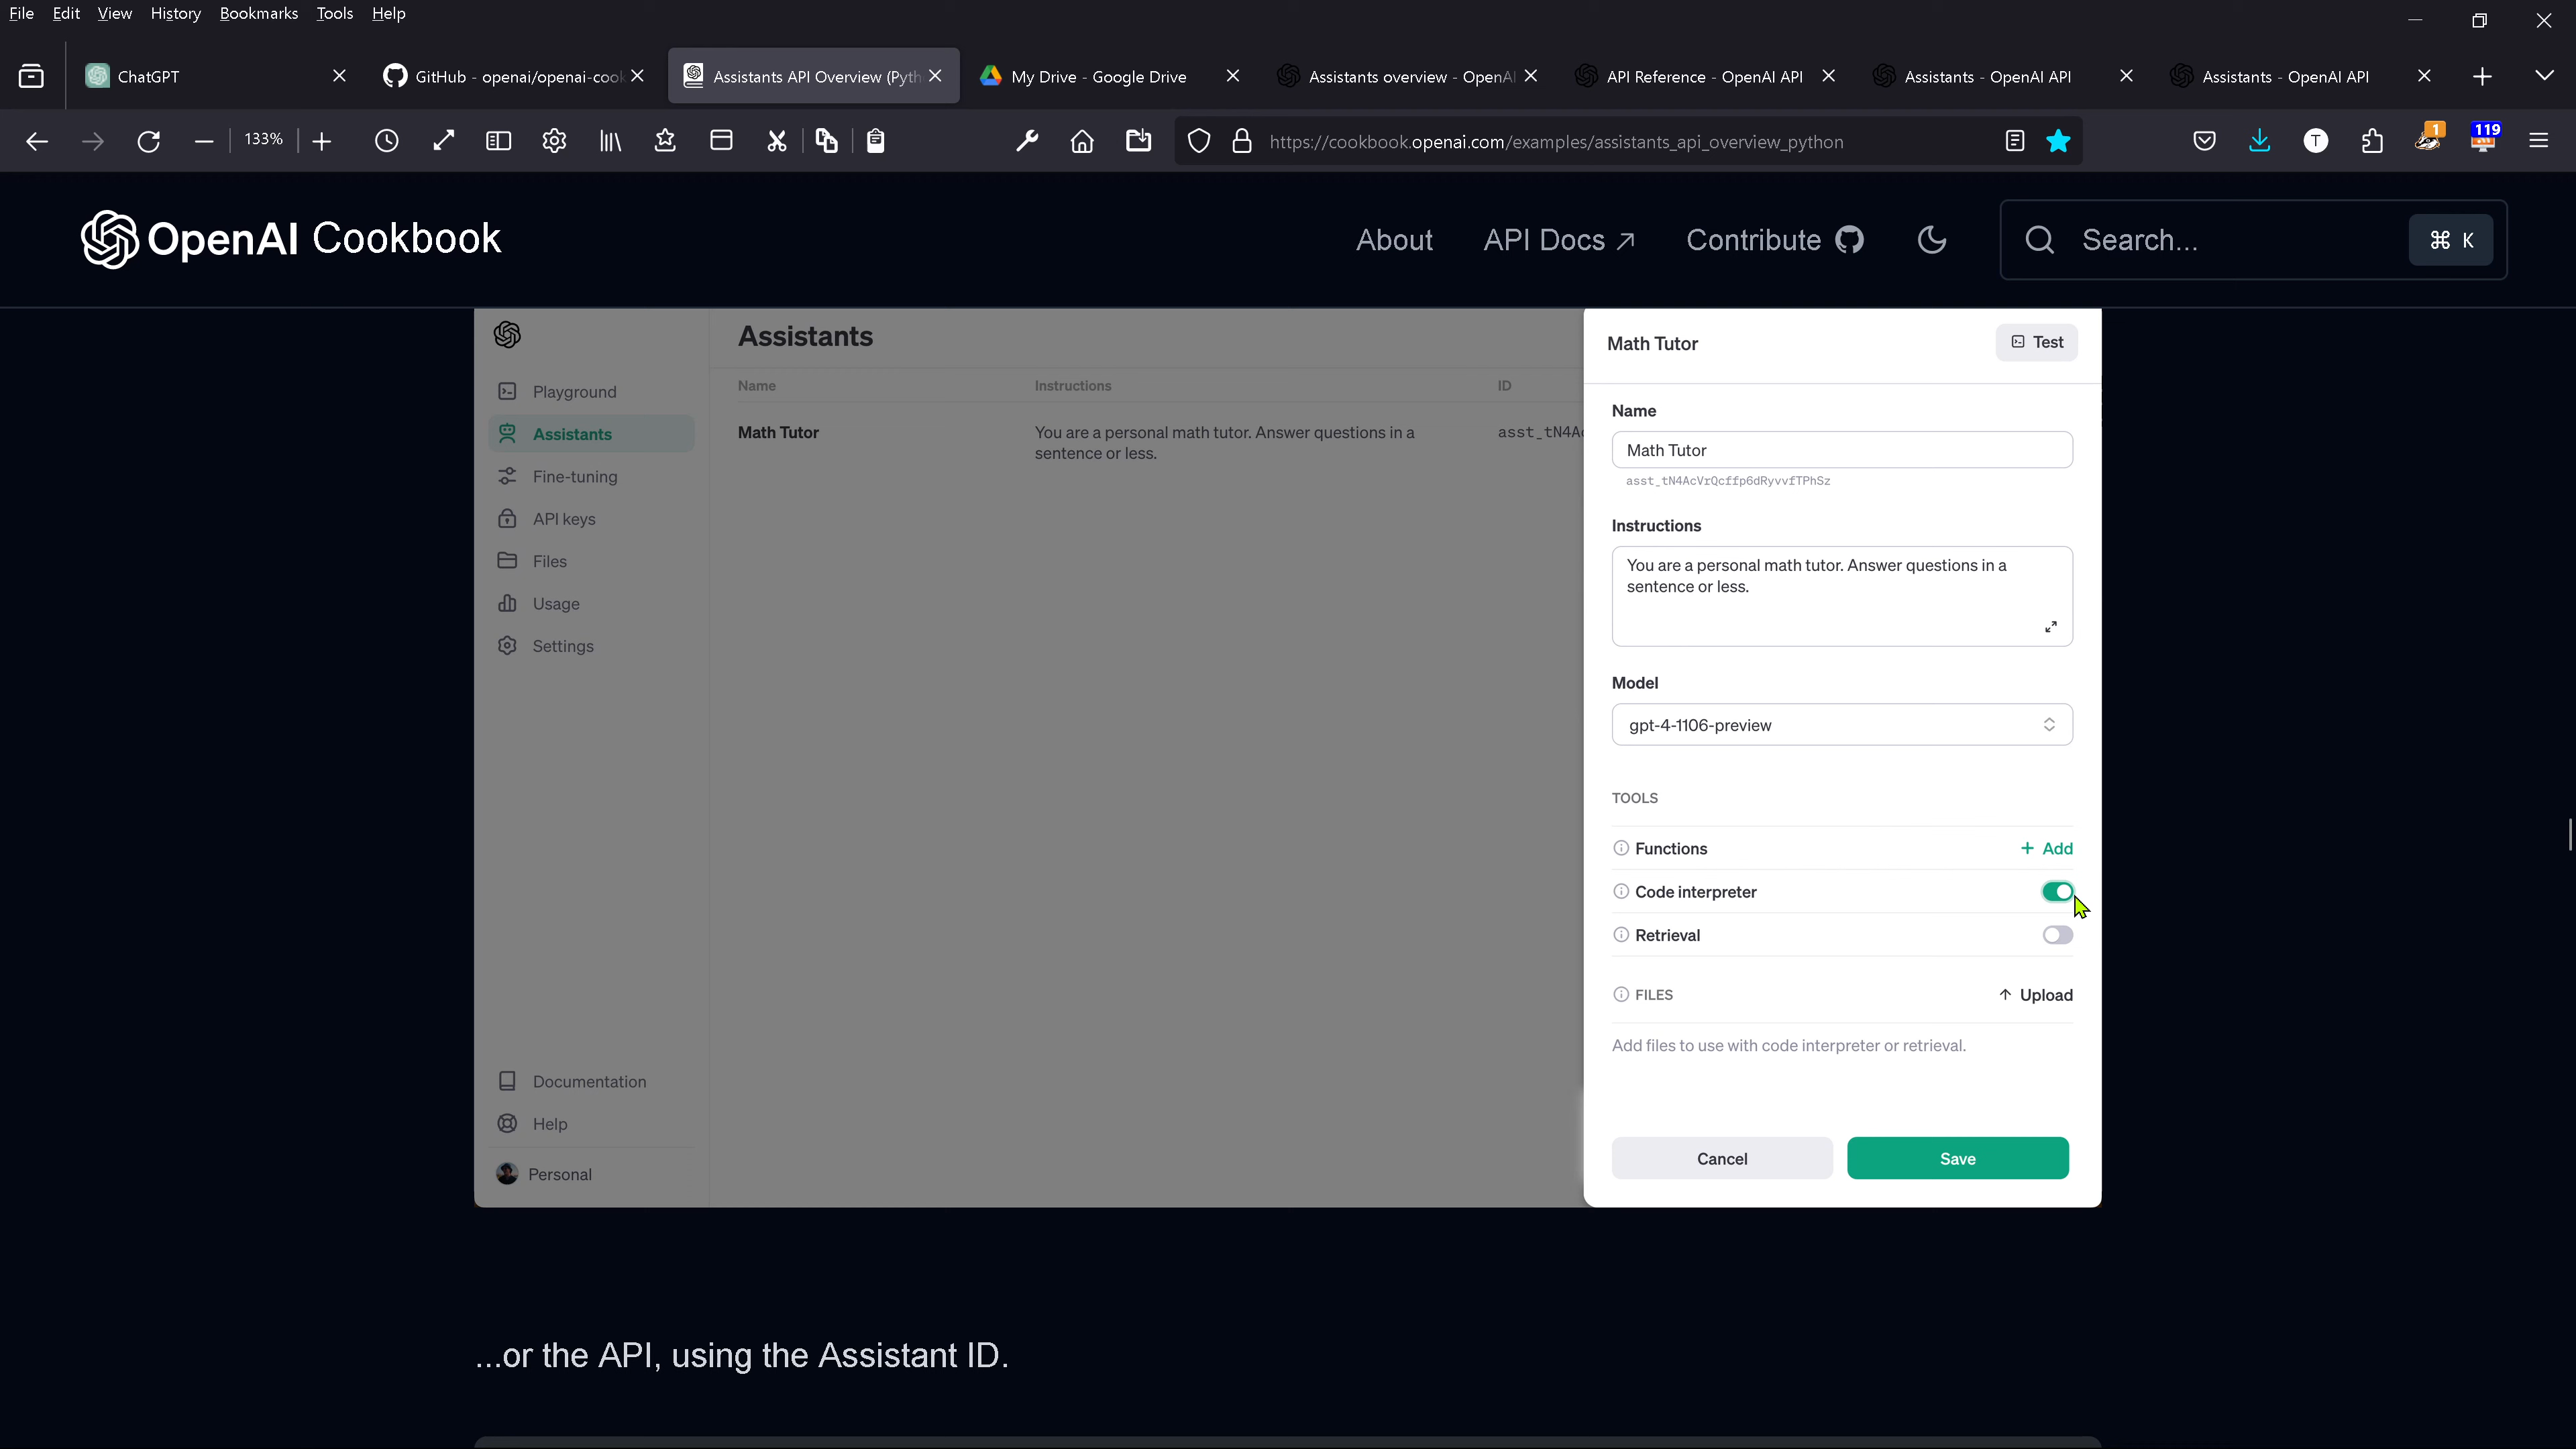 File Edit View History Bookmarks Tools Help
ChatGPT
GitHub - openai/openai-cook
Assistants API Overview (Pyth
My Drive - Google Drive
Assistants overview - OpenAI
API Reference - OpenAI API
Assistants - OpenAI API
Assistants - OpenAI API
133%
https://cookbook.openai.com/examples/assistants_api_overview_python
T
1
119
OpenAI Cookbook
About
API Docs
Contribute
Search...
⌘ K
Playground
Assistants
Fine-tuning
API keys
Files
Usage
Settings
Documentation
Help
Personal
Assistants
Name Instructions ID
Math Tutor
You are a personal math tutor. Answer questions in a
sentence or less.
asst_tN4Ac
Math Tutor
Test
Name
Math Tutor
asst_tN4AcVrQcffp6dRyvvfTPhSz
Instructions
You are a personal math tutor. Answer questions in a
sentence or less.
Model
gpt-4-1106-preview
TOOLS
Functions
+ Add
Code interpreter
Retrieval
FILES
Upload
Add files to use with code interpreter or retrieval.
Cancel
Save
...or the API, using the Assistant ID.